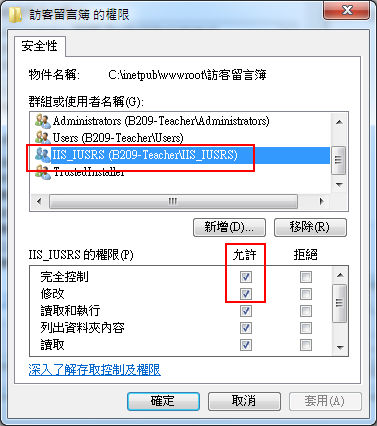 訪客留言簿 的權限
安全性
物件名稱: C:\inetpub\wwwroot\訪客留言簿
群組或使用者名稱(G):
Administrators (B209-Teacher\Administrators)
Users (B209-Teacher\Users)
IIS_IUSRS (B209-Teacher\IIS_IUSRS)
TrustedInstaller
新增(D)... 移除(R)
IIS_IUSRS 的權限(P) 允許 拒絕
完全控制
修改
讀取和執行
列出資料夾內容
讀取
深入了解存取控制及權限
確定 取消 套用(A)